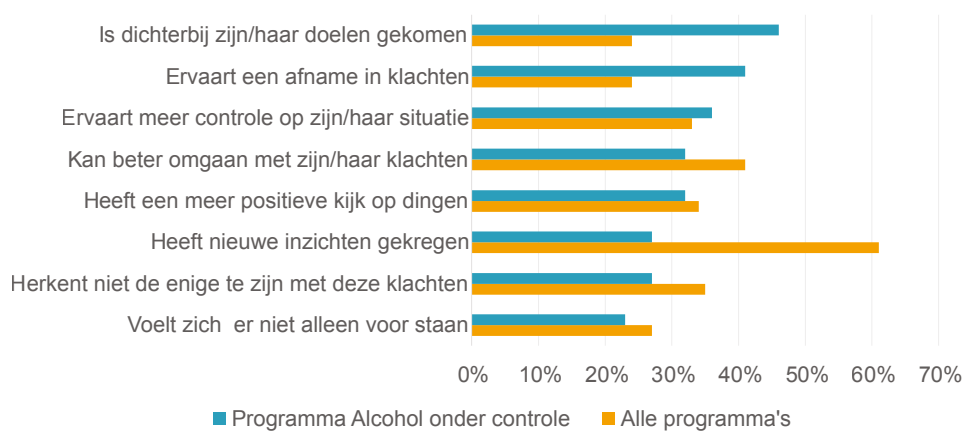 Is dichterbij zijn/haar doelen gekomen
Ervaart een afname in klachten
Ervaart meer controle op zijn/haar situatie
Kan beter omgaan met zijn/haar klachten
Heeft een meer positieve kijk op dingen
Heeft nieuwe inzichten gekregen
Herkent niet de enige te zijn met deze klachten
Voelt zich  er niet alleen voor staan
0% 10% 20% 30% 40% 50% 60% 70%
Programma Alcohol onder controle Alle programma's